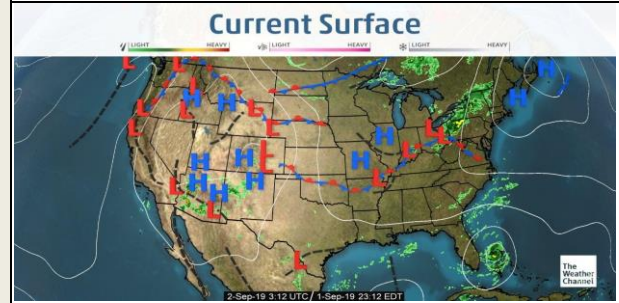 Current Surface
LIGHT HEAVY LIGHT HEAVY LIGHT HEAVY
L L
H H H
L L L L
H H
L L L
H H H L
L L L
H H H
L
L L
L
The
Weather
Channel
2-Sep-19 3:12 UTC/ 1-Sep-19 23:12 EDT